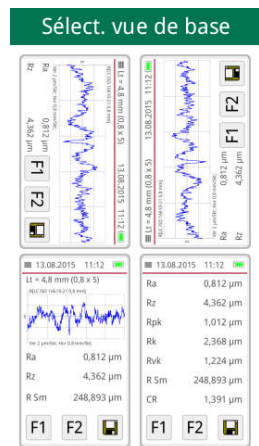 Sélect. vue de base
Lt = 4,8 mm (0,8 x 5) 13.08.2015 11:12
Ra 0,812 µm
Rz 4,362 µm
F1 F2
Lt = 4,8 mm (0,8 x 5) 13.08.2015 11:12
Ra 0,812 µm
Rz 4,362 µm
F1 F2
13.08.2015 11:12
Lt = 4,8 mm (0,8 x 5)
Ra 0,812 µm
Rz 4,362 µm
R Sm 248,893 µm
F1 F2
13.08.2015 11:12
Ra 0,812 µm
Rz 4,362 µm
Rpk 1,012 µm
Rk 2,368 µm
Rvk 1,224 µm
R Sm 248,893 µm
CR 1,391 µm
F1 F2